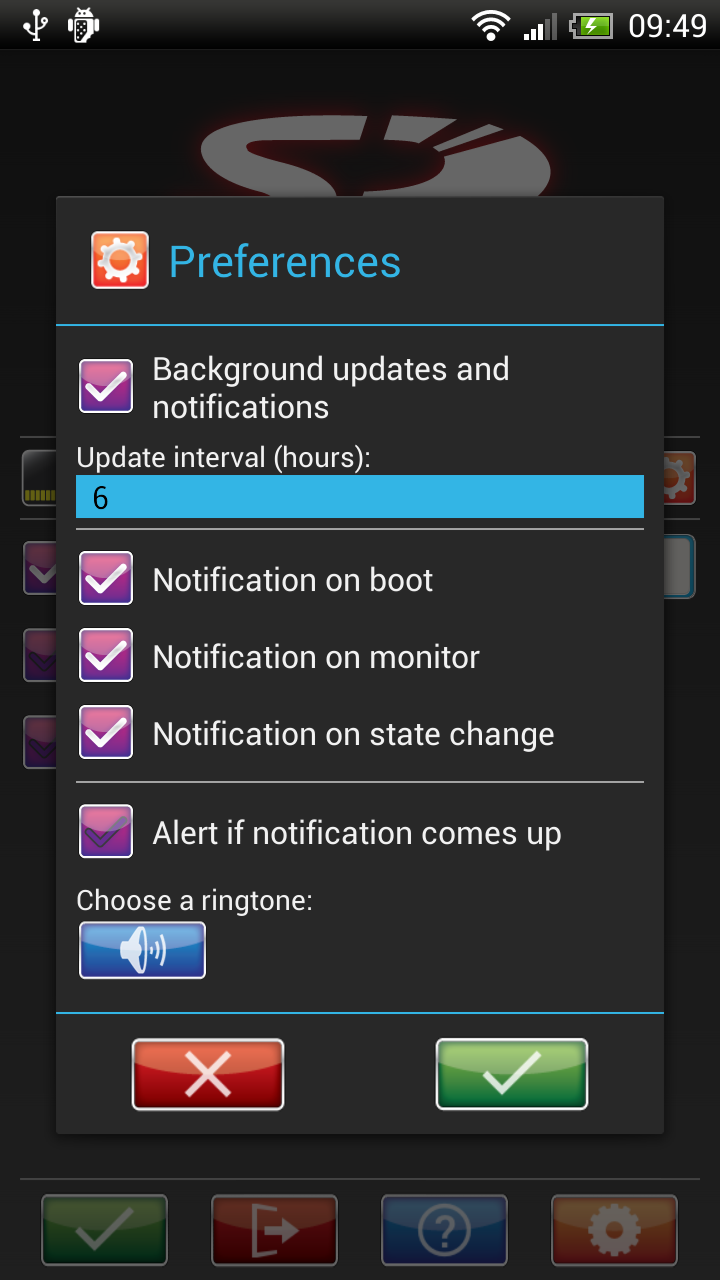 09:49
Preferences
Background updates and
notifications
Update interval (hours):
6
Notification on boot
Notification on monitor
Notification on state change
Alert if notification comes up
Choose a ringtone: